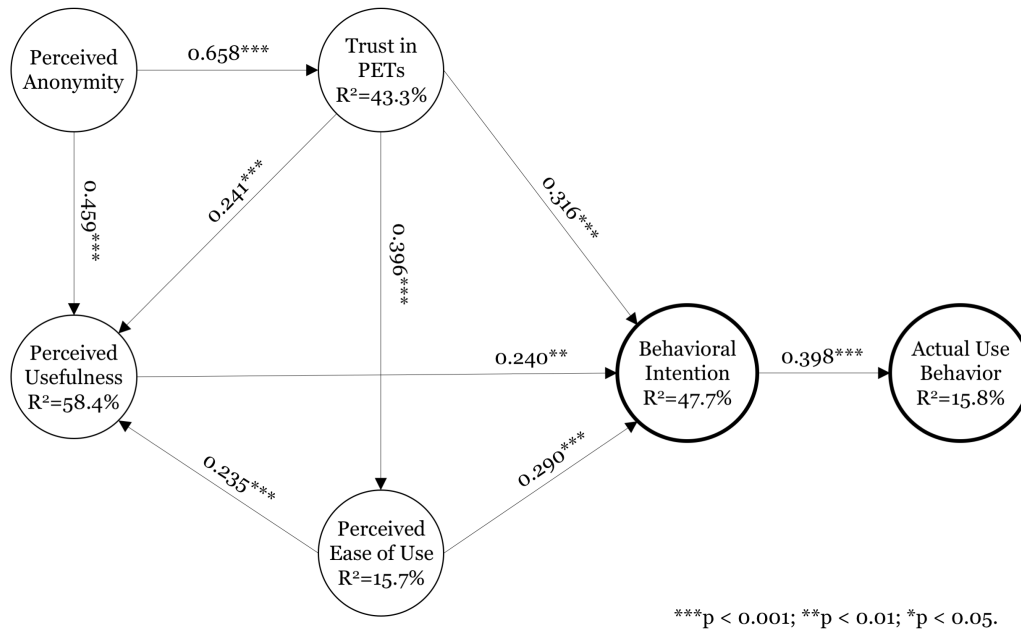 Perceived
Anonymity
0.658***
Trust in
PETs
R²=43.3%
0.459***
0.241***
0.396***
0.316***
Perceived
Usefulness
R²=58.4%
0.240**
Behavioral
Intention
R²=47.7%
0.398***
Actual Use
Behavior
R²=15.8%
0.235***
0.290***
Perceived
Ease of Use
R²=15.7%
***p < 0.001; **p < 0.01; *p < 0.05.